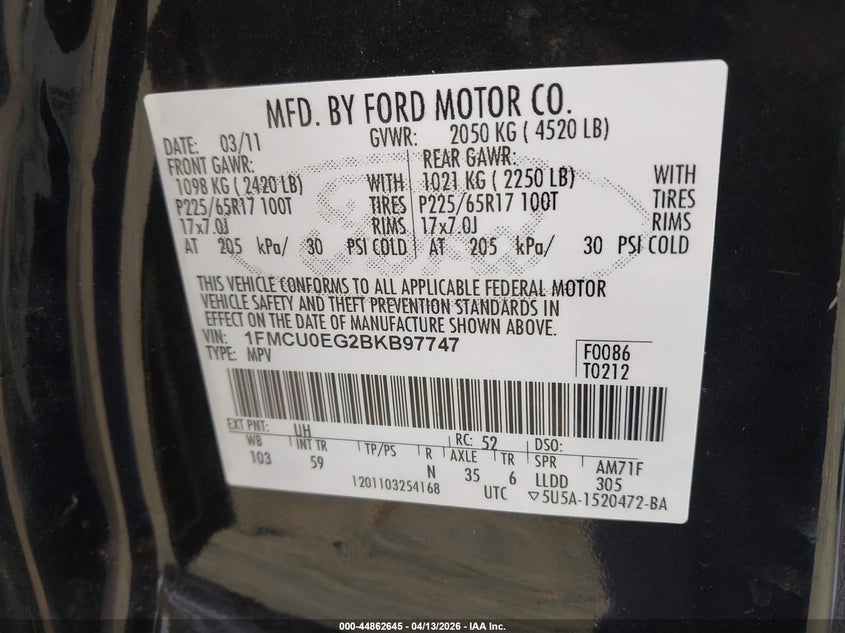 MFD. BY FORD MOTOR CO.
DATE: 03/11 GVWR: 2050 KG ( 4520 LB)
FRONT GAWR: REAR GAWR:
1098 KG ( 2420 LB) WITH 1021 KG ( 2250 LB) WITH
P225/65R17 100T TIRES P225/65R17 100T TIRES
17x7.0J RIMS 17x7.0J RIMS
AT 205 kPa/ 30 PSI COLD AT 205 kPa/ 30 PSI COLD
Ford
THIS VEHICLE CONFORMS TO ALL APPLICABLE FEDERAL MOTOR
VEHICLE SAFETY AND THEFT PREVENTION STANDARDS IN
EFFECT ON THE DATE OF MANUFACTURE SHOWN ABOVE.
VIN: 1FMCU0EG2BKB97747
TYPE: MPV
F0086
T0212
EXT PNT: UH RC: 52 DSO:
WB INT TR TP/PS R AXLE TR SPR AM71F
103 59 N 35 6 LLDD 305
1201103254168 UTC ▽5U5A-1520472-BA
000-44862645 - 04/13/2026 - IAA Inc.